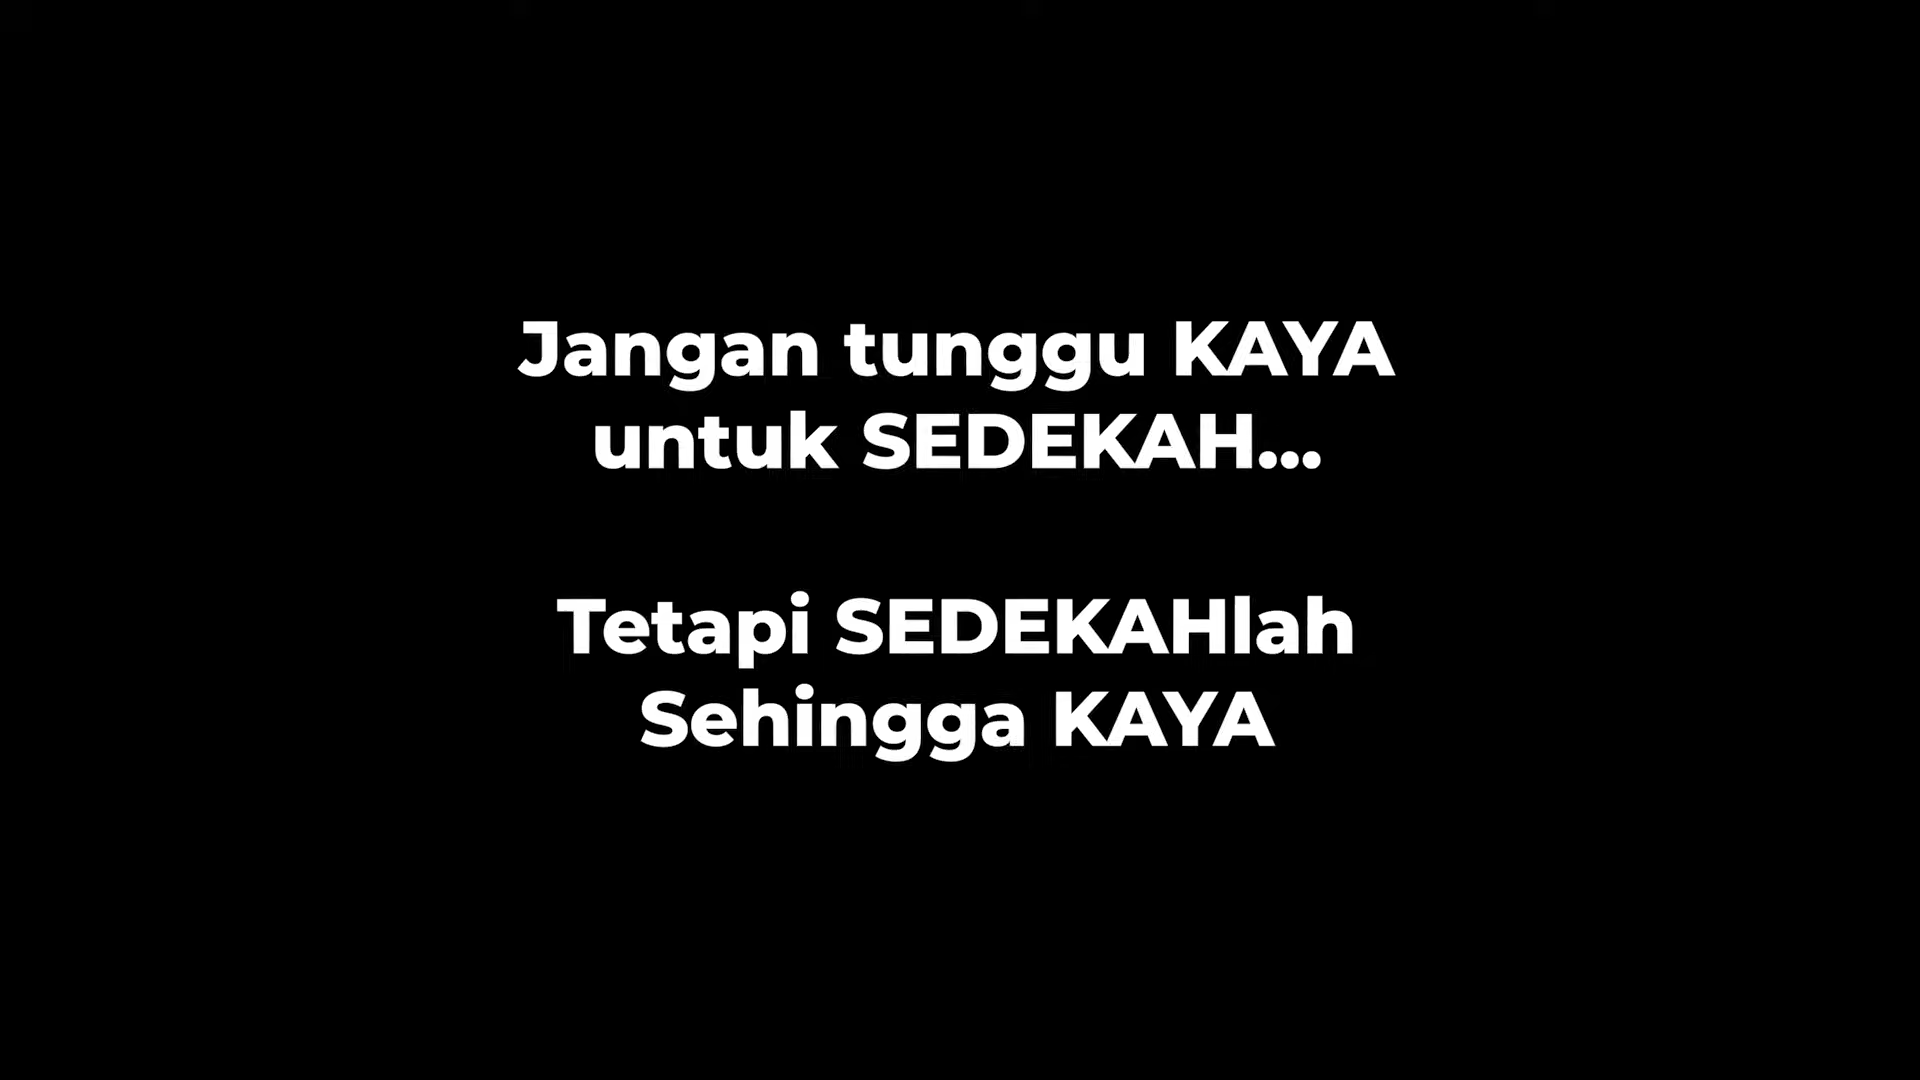 Jangan tunggu KAYA
untuk SEDEKAH...
Tetapi SEDEKAHlah
Sehingga KAYA